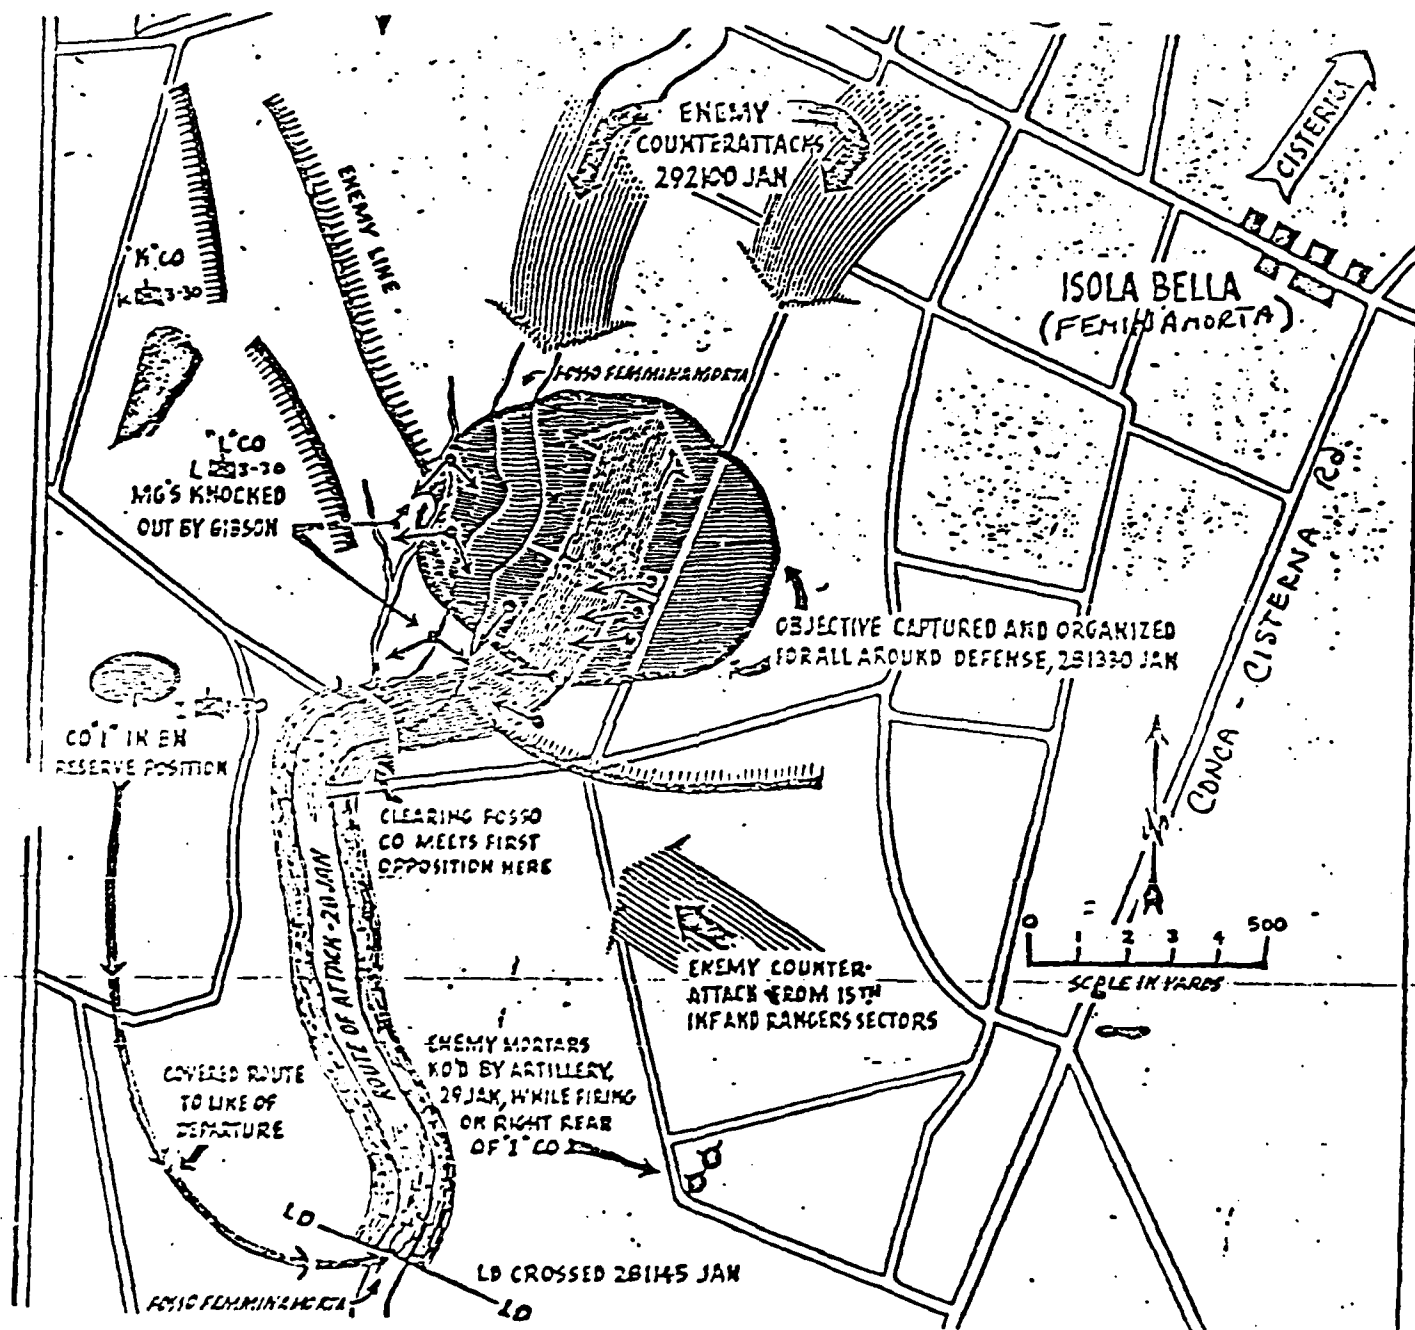 ENEMY
COUNTERATTACKS
292100 JAN
CISTERNA
ENEMY LINE
"K" CO
K 3-30
ISOLA BELLA
(FEMINAMORTA)
FOSSO FEMMINAMORTA
"L" CO
L 3-30
MG'S KNOCKED
OUT BY GIBSON
CONCA - CISTERNA Rd.
OBJECTIVE CAPTURED AND ORGANIZED
FOR ALL AROUND DEFENSE, 281330 JAN
CO "I" IN BN
RESERVE POSITION
CLEARING FOSSO
CO MEETS FIRST
OPPOSITION HERE
ROUTE OF ATTACK - 28 JAN
N
0 1 2 3 4 500
SCALE IN YARDS
ENEMY COUNTER-
ATTACK FROM 15TH
INF AND RANGERS SECTORS
ENEMY MORTARS
KO'D BY ARTILLERY,
29 JAN, WHILE FIRING
ON RIGHT REAR
OF "I" CO
COVERED ROUTE
TO LINE OF
DEPARTURE
LD
LD CROSSED 281145 JAN
FOSSO FEMMINAMORTA
LD